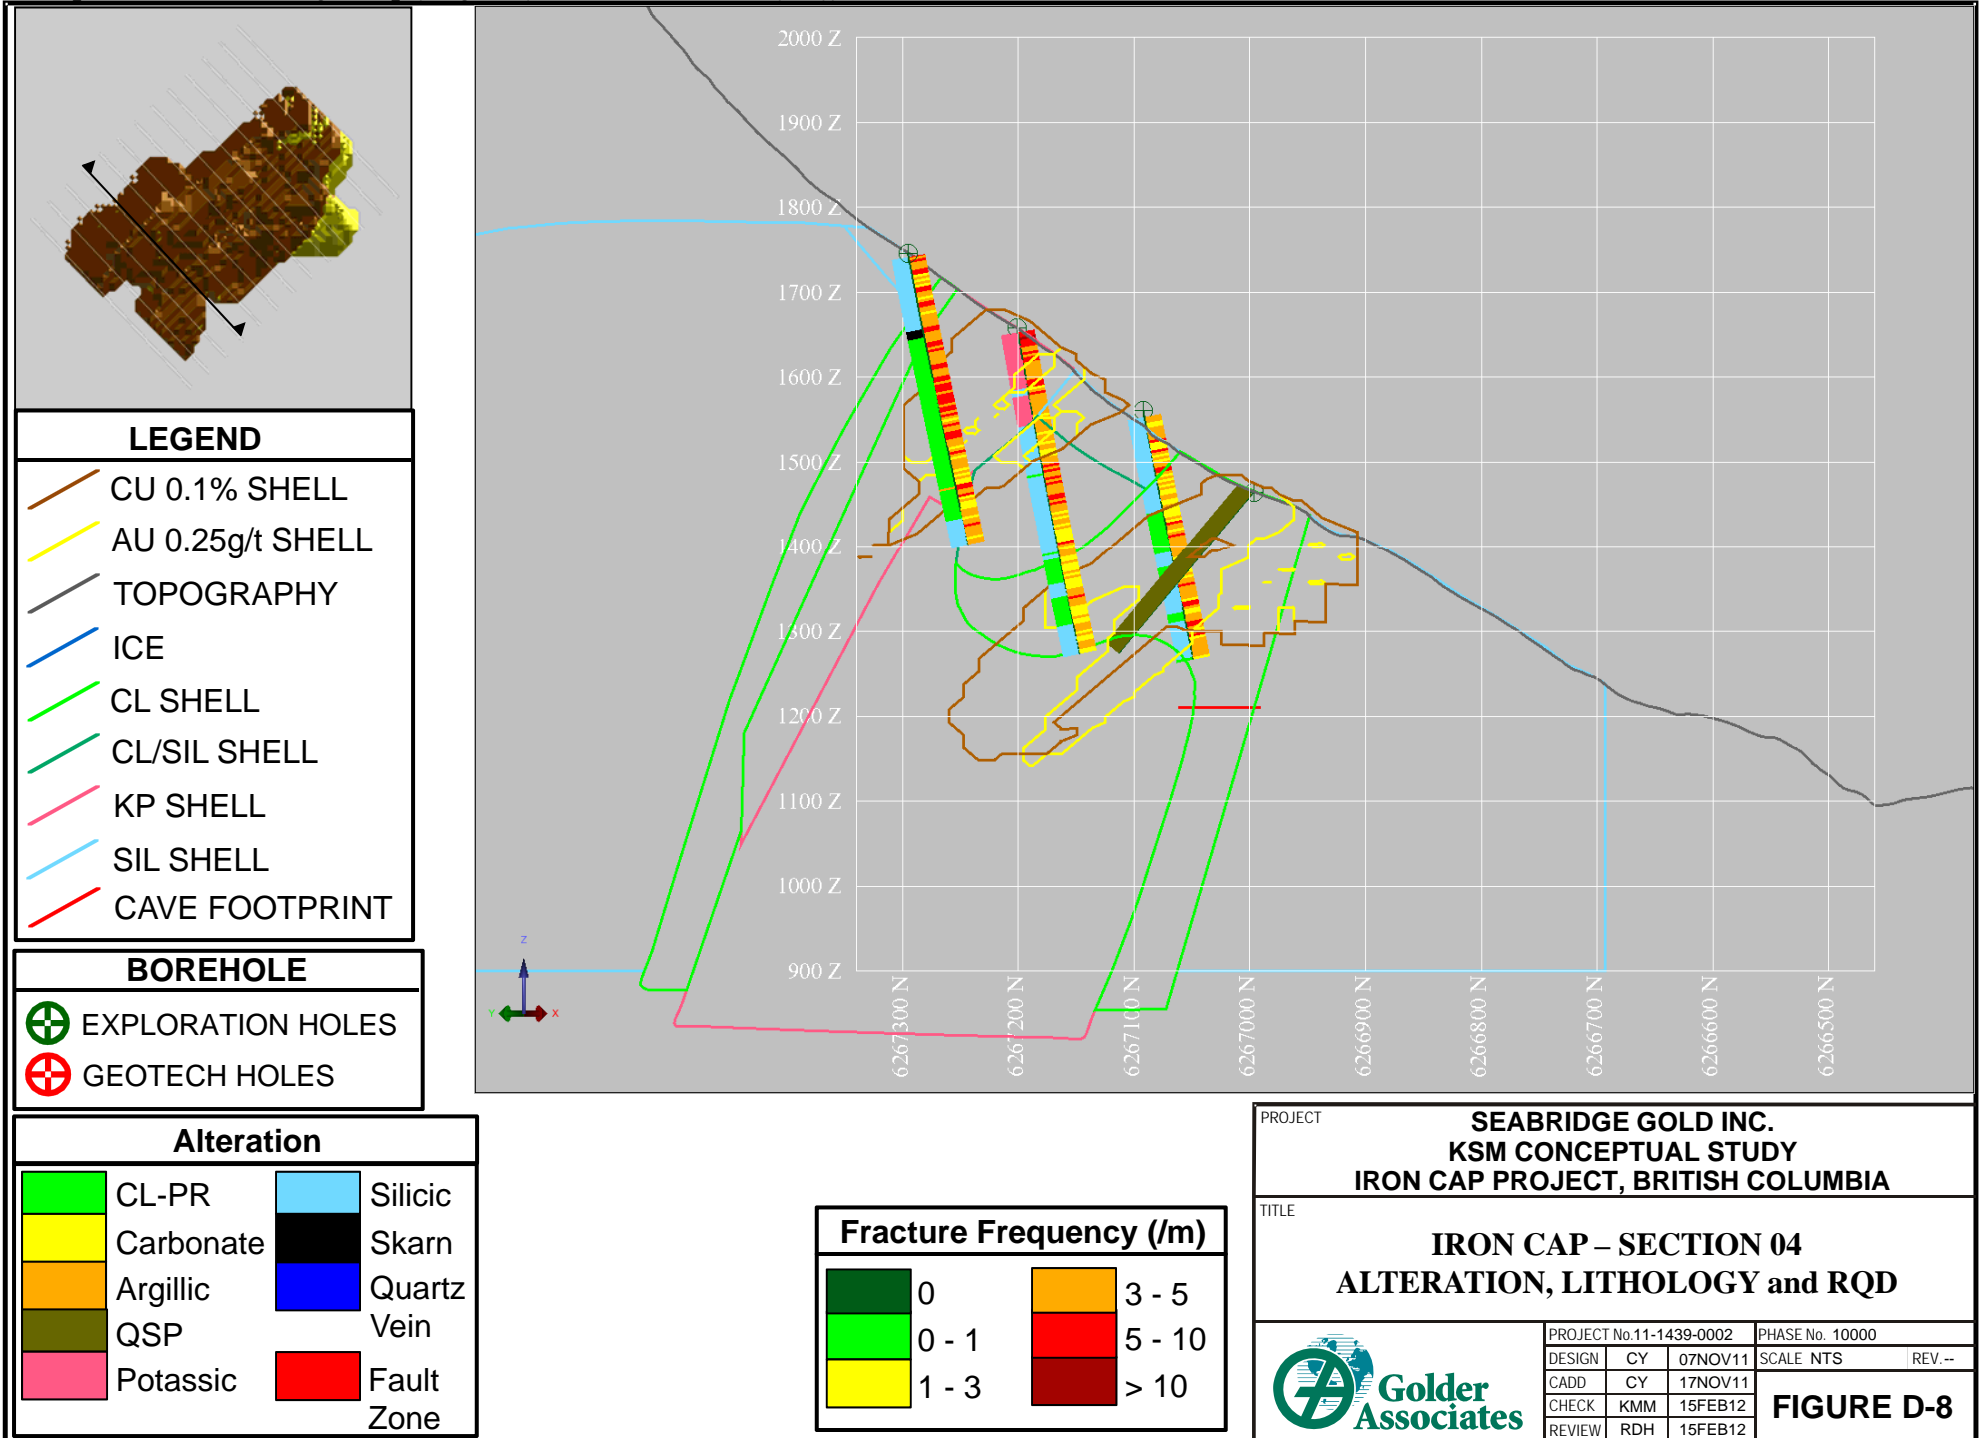 2000 Z
1900 Z
1800 Z
1700 Z
1600 Z
1500 Z
1400 Z
1300 Z
1200 Z
1100 Z
1000 Z
900 Z
6267300 N
6267200 N
6267100 N
6267000 N
6266900 N
6266800 N
6266700 N
6266600 N
6266500 N
Z
Y
X
LEGEND
CU 0.1% SHELL
AU 0.25g/t SHELL
TOPOGRAPHY
ICE
CL SHELL
CL/SIL SHELL
KP SHELL
SIL SHELL
CAVE FOOTPRINT
BOREHOLE
EXPLORATION HOLES
GEOTECH HOLES
Alteration
CL-PR
Carbonate
Argillic
QSP
Potassic
Silicic
Skarn
Quartz
Vein
Fault
Zone
Fracture Frequency (/m)
0
0 - 1
1 - 3
3 - 5
5 - 10
> 10
PROJECT
SEABRIDGE GOLD INC.
KSM CONCEPTUAL STUDY
IRON CAP PROJECT, BRITISH COLUMBIA
TITLE
IRON CAP – SECTION 04
ALTERATION, LITHOLOGY and RQD
Golder
Associates
PROJECT No.11-1439-0002 PHASE No. 10000
DESIGN CY 07NOV11 SCALE NTS REV.--
CADD CY 17NOV11
CHECK KMM 15FEB12
REVIEW RDH 15FEB12
FIGURE D-8